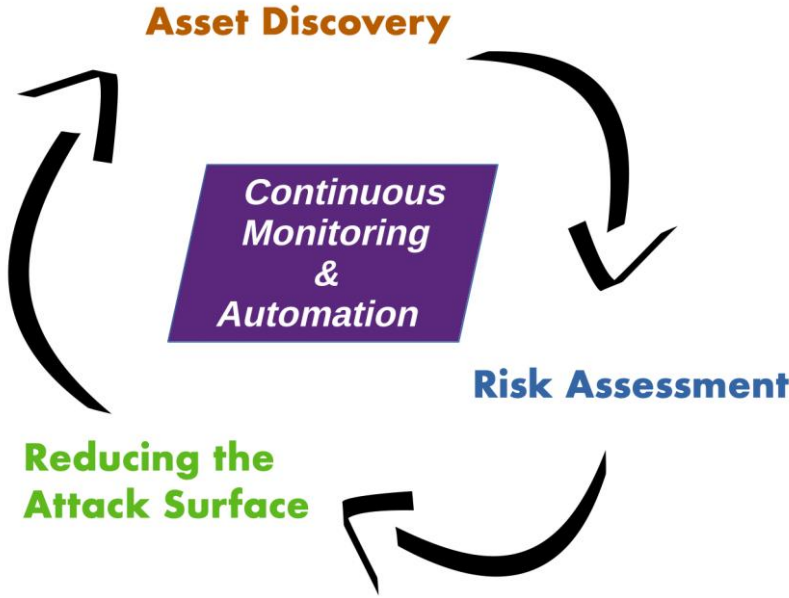 Asset Discovery
Continuous
Monitoring
&
Automation
Risk Assessment
Reducing the
Attack Surface